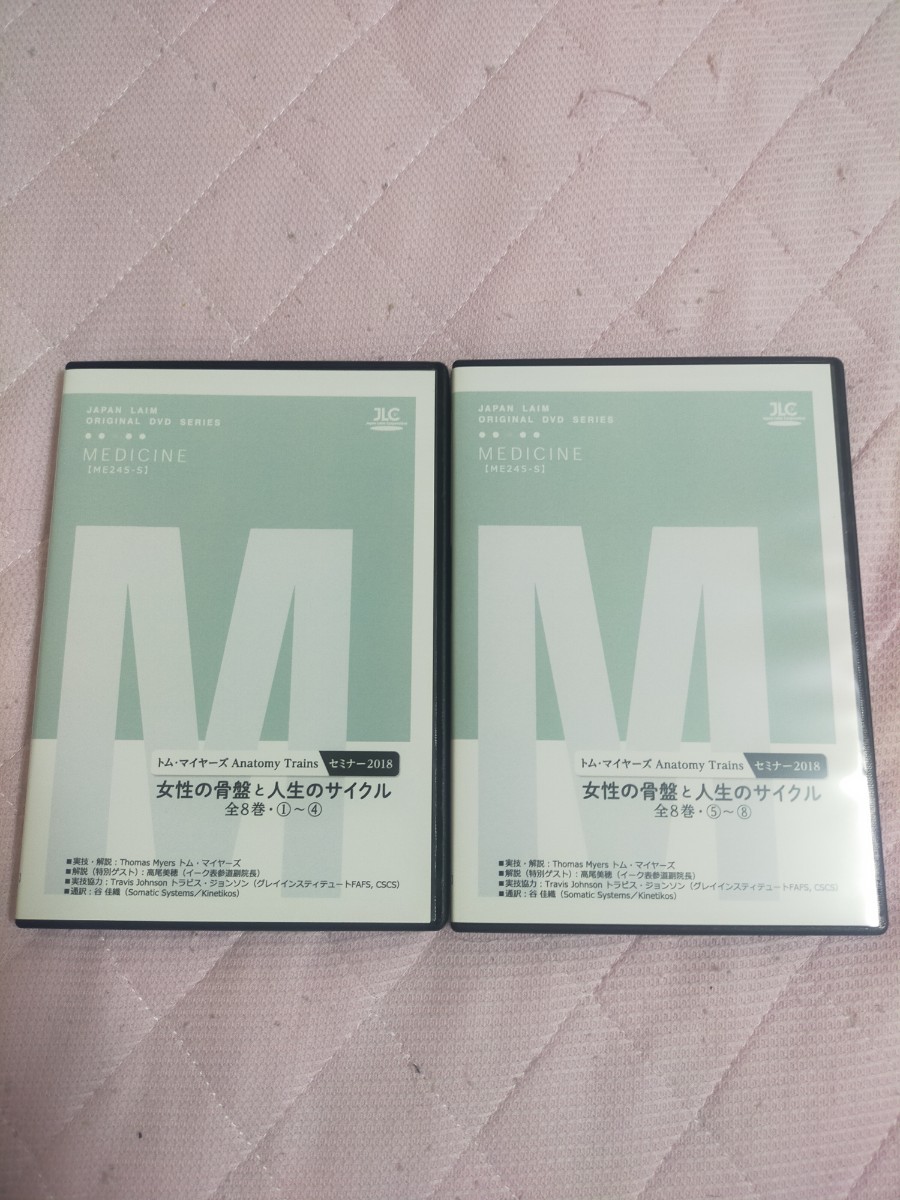 JAPAN LAIM
ORIGINAL DVD SERIES
JLC
MEDICINE
【ME245-S】
M
トム・マイヤーズ Anatomy Trains セミナー2018
女性の骨盤と人生のサイクル
全8巻・①～④
■実技・解説：Thomas Myers トム・マイヤーズ
■解説（特別ゲスト）：高尾美穂（イーク表参道副院長）
■実技協力：Travis Johnson トラビス・ジョンソン（グレイインスティテュートFAFS, CSCS）
■通訳：谷 佳織（Somatic Systems／Kinetikos）
JAPAN LAIM
ORIGINAL DVD SERIES
JLC
MEDICINE
【ME245-S】
M
トム・マイヤーズ Anatomy Trains セミナー2018
女性の骨盤と人生のサイクル
全8巻・⑤～⑧
■実技・解説：Thomas Myers トム・マイヤーズ
■解説（特別ゲスト）：高尾美穂（イーク表参道副院長）
■実技協力：Travis Johnson トラビス・ジョンソン（グレイインスティテュートFAFS, CSCS）
■通訳：谷 佳織（Somatic Systems／Kinetikos）